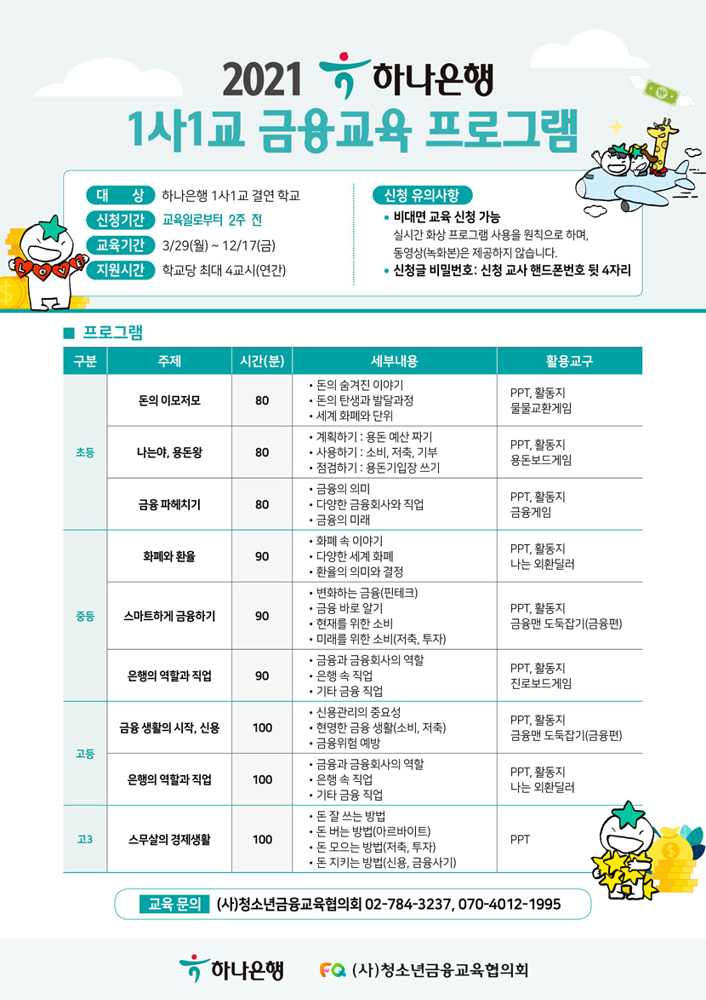 2021 하나은행
1사1교 금융교육 프로그램
대 상 하나은행 1사1교 결연 학교
신청기간 교육일로부터 2주 전
교육기간 3/29(월) ~ 12/17(금)
지원시간 학교당 최대 4교시(연간)
신청 유의사항
• 비대면 교육 신청 가능
실시간 화상 프로그램 사용을 원칙으로 하며,
동영상(녹화본)은 제공하지 않습니다.
• 신청글 비밀번호: 신청 교사 핸드폰번호 뒷 4자리
LOVE
■ 프로그램
구분 주제 시간(분) 세부내용 활용교구
초등
돈의 이모저모 80
• 돈의 숨겨진 이야기
• 돈의 탄생과 발달과정
• 세계 화폐와 단위
PPT, 활동지
물물교환게임
나는야, 용돈왕 80
• 계획하기 : 용돈 예산 짜기
• 사용하기 : 소비, 저축, 기부
• 점검하기 : 용돈기입장 쓰기
PPT, 활동지
용돈보드게임
금융 파헤치기 80
• 금융의 의미
• 다양한 금융회사와 직업
• 금융의 미래
PPT, 활동지
금융게임
중등
화폐와 환율 90
• 화폐 속 이야기
• 다양한 세계 화폐
• 환율의 의미와 결정
PPT, 활동지
나는 외환딜러
스마트하게 금융하기 90
• 변화하는 금융(핀테크)
• 금융 바로 알기
• 현재를 위한 소비
• 미래를 위한 소비(저축, 투자)
PPT, 활동지
금융맨 도둑잡기(금융편)
은행의 역할과 직업 90
• 금융과 금융회사의 역할
• 은행 속 직업
• 기타 금융 직업
PPT, 활동지
진로보드게임
고등
금융 생활의 시작, 신용 100
• 신용관리의 중요성
• 현명한 금융 생활(소비, 저축)
• 금융위험 예방
PPT, 활동지
금융맨 도둑잡기(금융편)
은행의 역할과 직업 100
• 금융과 금융회사의 역할
• 은행 속 직업
• 기타 금융 직업
PPT, 활동지
나는 외환딜러
고3
스무살의 경제생활 100
• 돈 잘 쓰는 방법
• 돈 버는 방법(아르바이트)
• 돈 모으는 방법(저축, 투자)
• 돈 지키는 방법(신용, 금융사기)
PPT
교육 문의 (사)청소년금융교육협의회 02-784-3237, 070-4012-1995
하나은행 FQ (사)청소년금융교육협의회